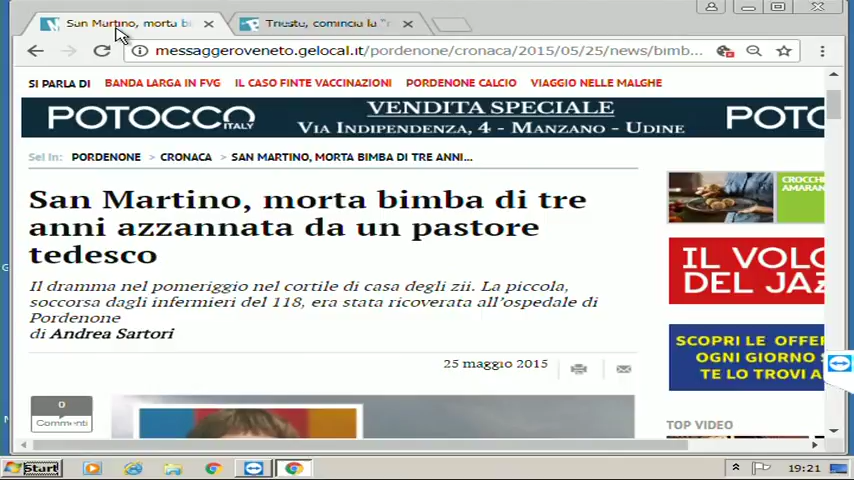 San Martino, morta bi
Trieste, comincia la "r
messaggeroveneto.gelocal.it/pordenone/cronaca/2015/05/25/news/bimb...
SI PARLA DI BANDA LARGA IN FVG IL CASO FINTE VACCINAZIONI PORDENONE CALCIO VIAGGIO NELLE MALGHE
POTOCCO ITALY
VENDITA SPECIALE
VIA INDIPENDENZA, 4 - MANZANO - UDINE
POTO
Sei in: PORDENONE > CRONACA > SAN MARTINO, MORTA BIMBA DI TRE ANNI...
San Martino, morta bimba di tre
anni azzannata da un pastore
tedesco
Il dramma nel pomeriggio nel cortile di casa degli zii. La piccola,
soccorsa dagli infermieri del 118, era stata ricoverata all'ospedale di
Pordenone
di Andrea Sartori
25 maggio 2015
0
Commenti
CROCCH
AMARAN
IL VOLO
DEL JAZ
SCOPRI LE OFFER
OGNI GIORNO S
TE LO TROVI A
TOP VIDEO
Start
19:21